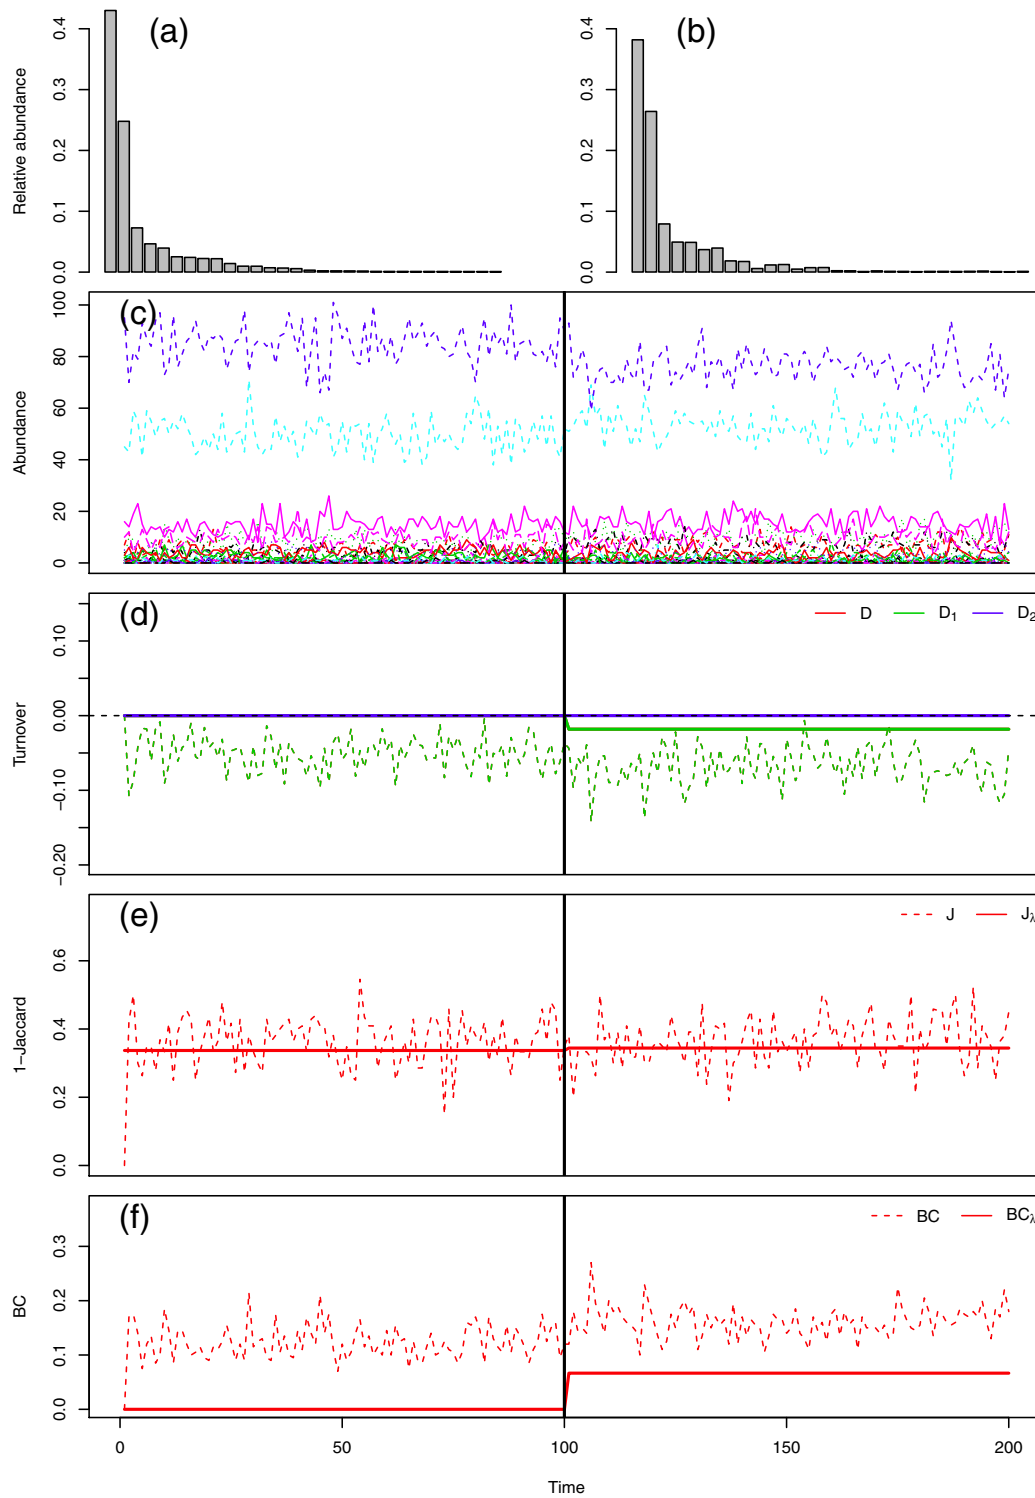 (a)
Relative abundance
0.4
0.3
0.2
0.1
0.0
(b)
0.4
0.3
0.2
0.1
0.0
(c)
Abundance
100
80
60
40
20
0
(d)
D D₁ D₂
Turnover
0.10
0.00
−0.10
−0.20
(e)
J Jλ
1−Jaccard
0.6
0.4
0.2
0.0
(f)
BC BCλ
BC
0.3
0.2
0.1
0.0
0 50 100 150 200
Time